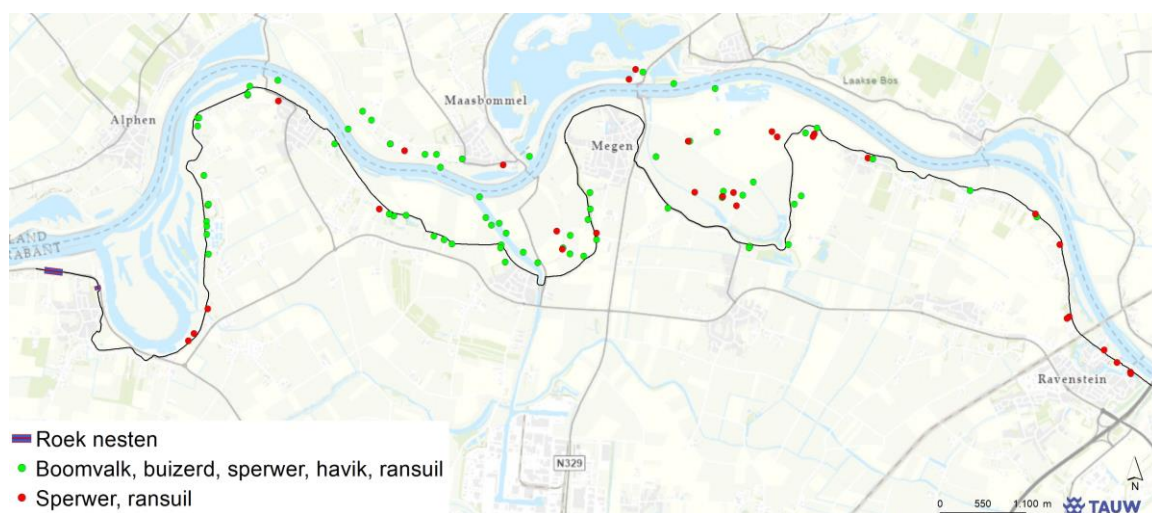 Laakse Bos
Maasbommel
Alphen
Megen
LAND
RABANT
Ravenstein
Roek nesten
Boomvalk, buizerd, sperwer, havik, ransuil
Sperwer, ransuil
N329
N
0 550 1.100 m
TAUW